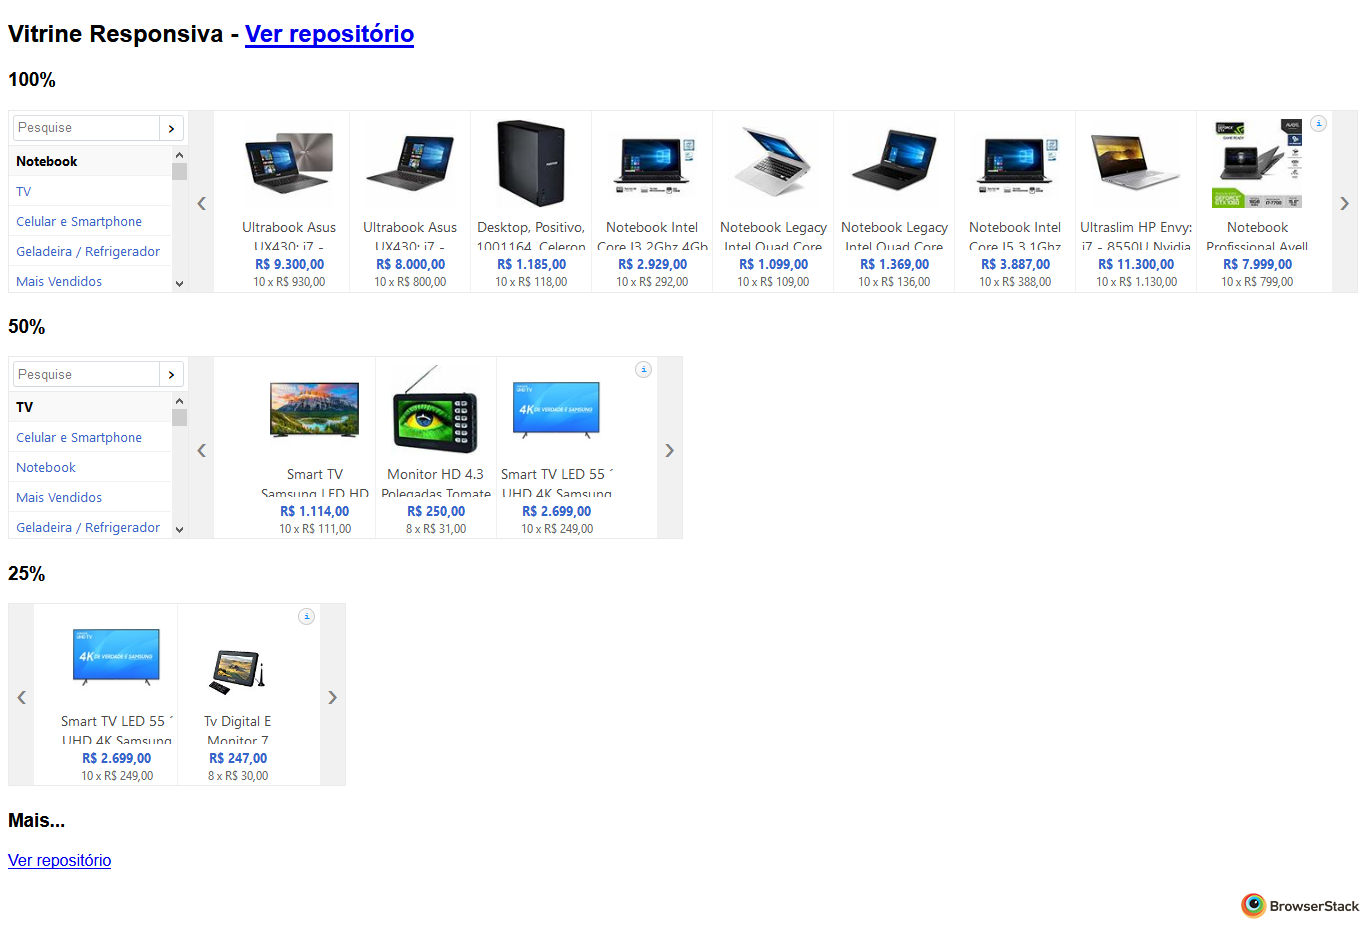 Vitrine Responsiva - Ver repositório
100%
Pesquise
Notebook
TV
Celular e Smartphone
Geladeira / Refrigerador
Mais Vendidos
Ultrabook Asus
UX430: i7 -
R$ 9.300,00
10 x R$ 930,00
Ultrabook Asus
UX430: i7 -
R$ 8.000,00
10 x R$ 800,00
Desktop, Positivo,
1001164, Celeron
R$ 1.185,00
10 x R$ 118,00
Notebook Intel
Core I3 2Ghz 4Gb
R$ 2.929,00
10 x R$ 292,00
Notebook Legacy
Intel Quad Core
R$ 1.099,00
10 x R$ 109,00
Notebook Legacy
Intel Quad Core
R$ 1.369,00
10 x R$ 136,00
Notebook Intel
Core I5 3.1Ghz
R$ 3.887,00
10 x R$ 388,00
Ultraslim HP Envy:
i7 - 8550U Nvidia
R$ 11.300,00
10 x R$ 1.130,00
Notebook
Profissional Avell
R$ 7.999,00
10 x R$ 799,00
50%
Pesquise
TV
Celular e Smartphone
Notebook
Mais Vendidos
Geladeira / Refrigerador
Smart TV
Samsung LED HD
R$ 1.114,00
10 x R$ 111,00
Monitor HD 4.3
Polegadas Tomate
R$ 250,00
8 x R$ 31,00
4K DE VERDADE É SAMSUNG
Smart TV LED 55 ´
UHD 4K Samsung
R$ 2.699,00
10 x R$ 249,00
25%
4K DE VERDADE É SAMSUNG
Smart TV LED 55 ´
UHD 4K Samsung
R$ 2.699,00
10 x R$ 249,00
Tv Digital E
Monitor 7
R$ 247,00
8 x R$ 30,00
Mais...
Ver repositório
BrowserStack